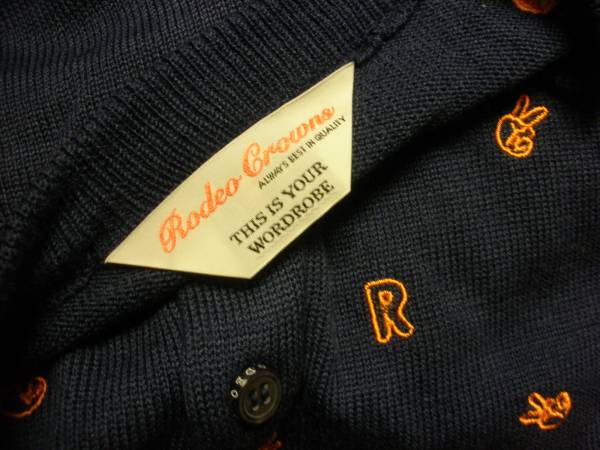 Rodeo Crowns
ALWAYS BEST IN QUALITY
THIS IS YOUR
WORDROBE
R